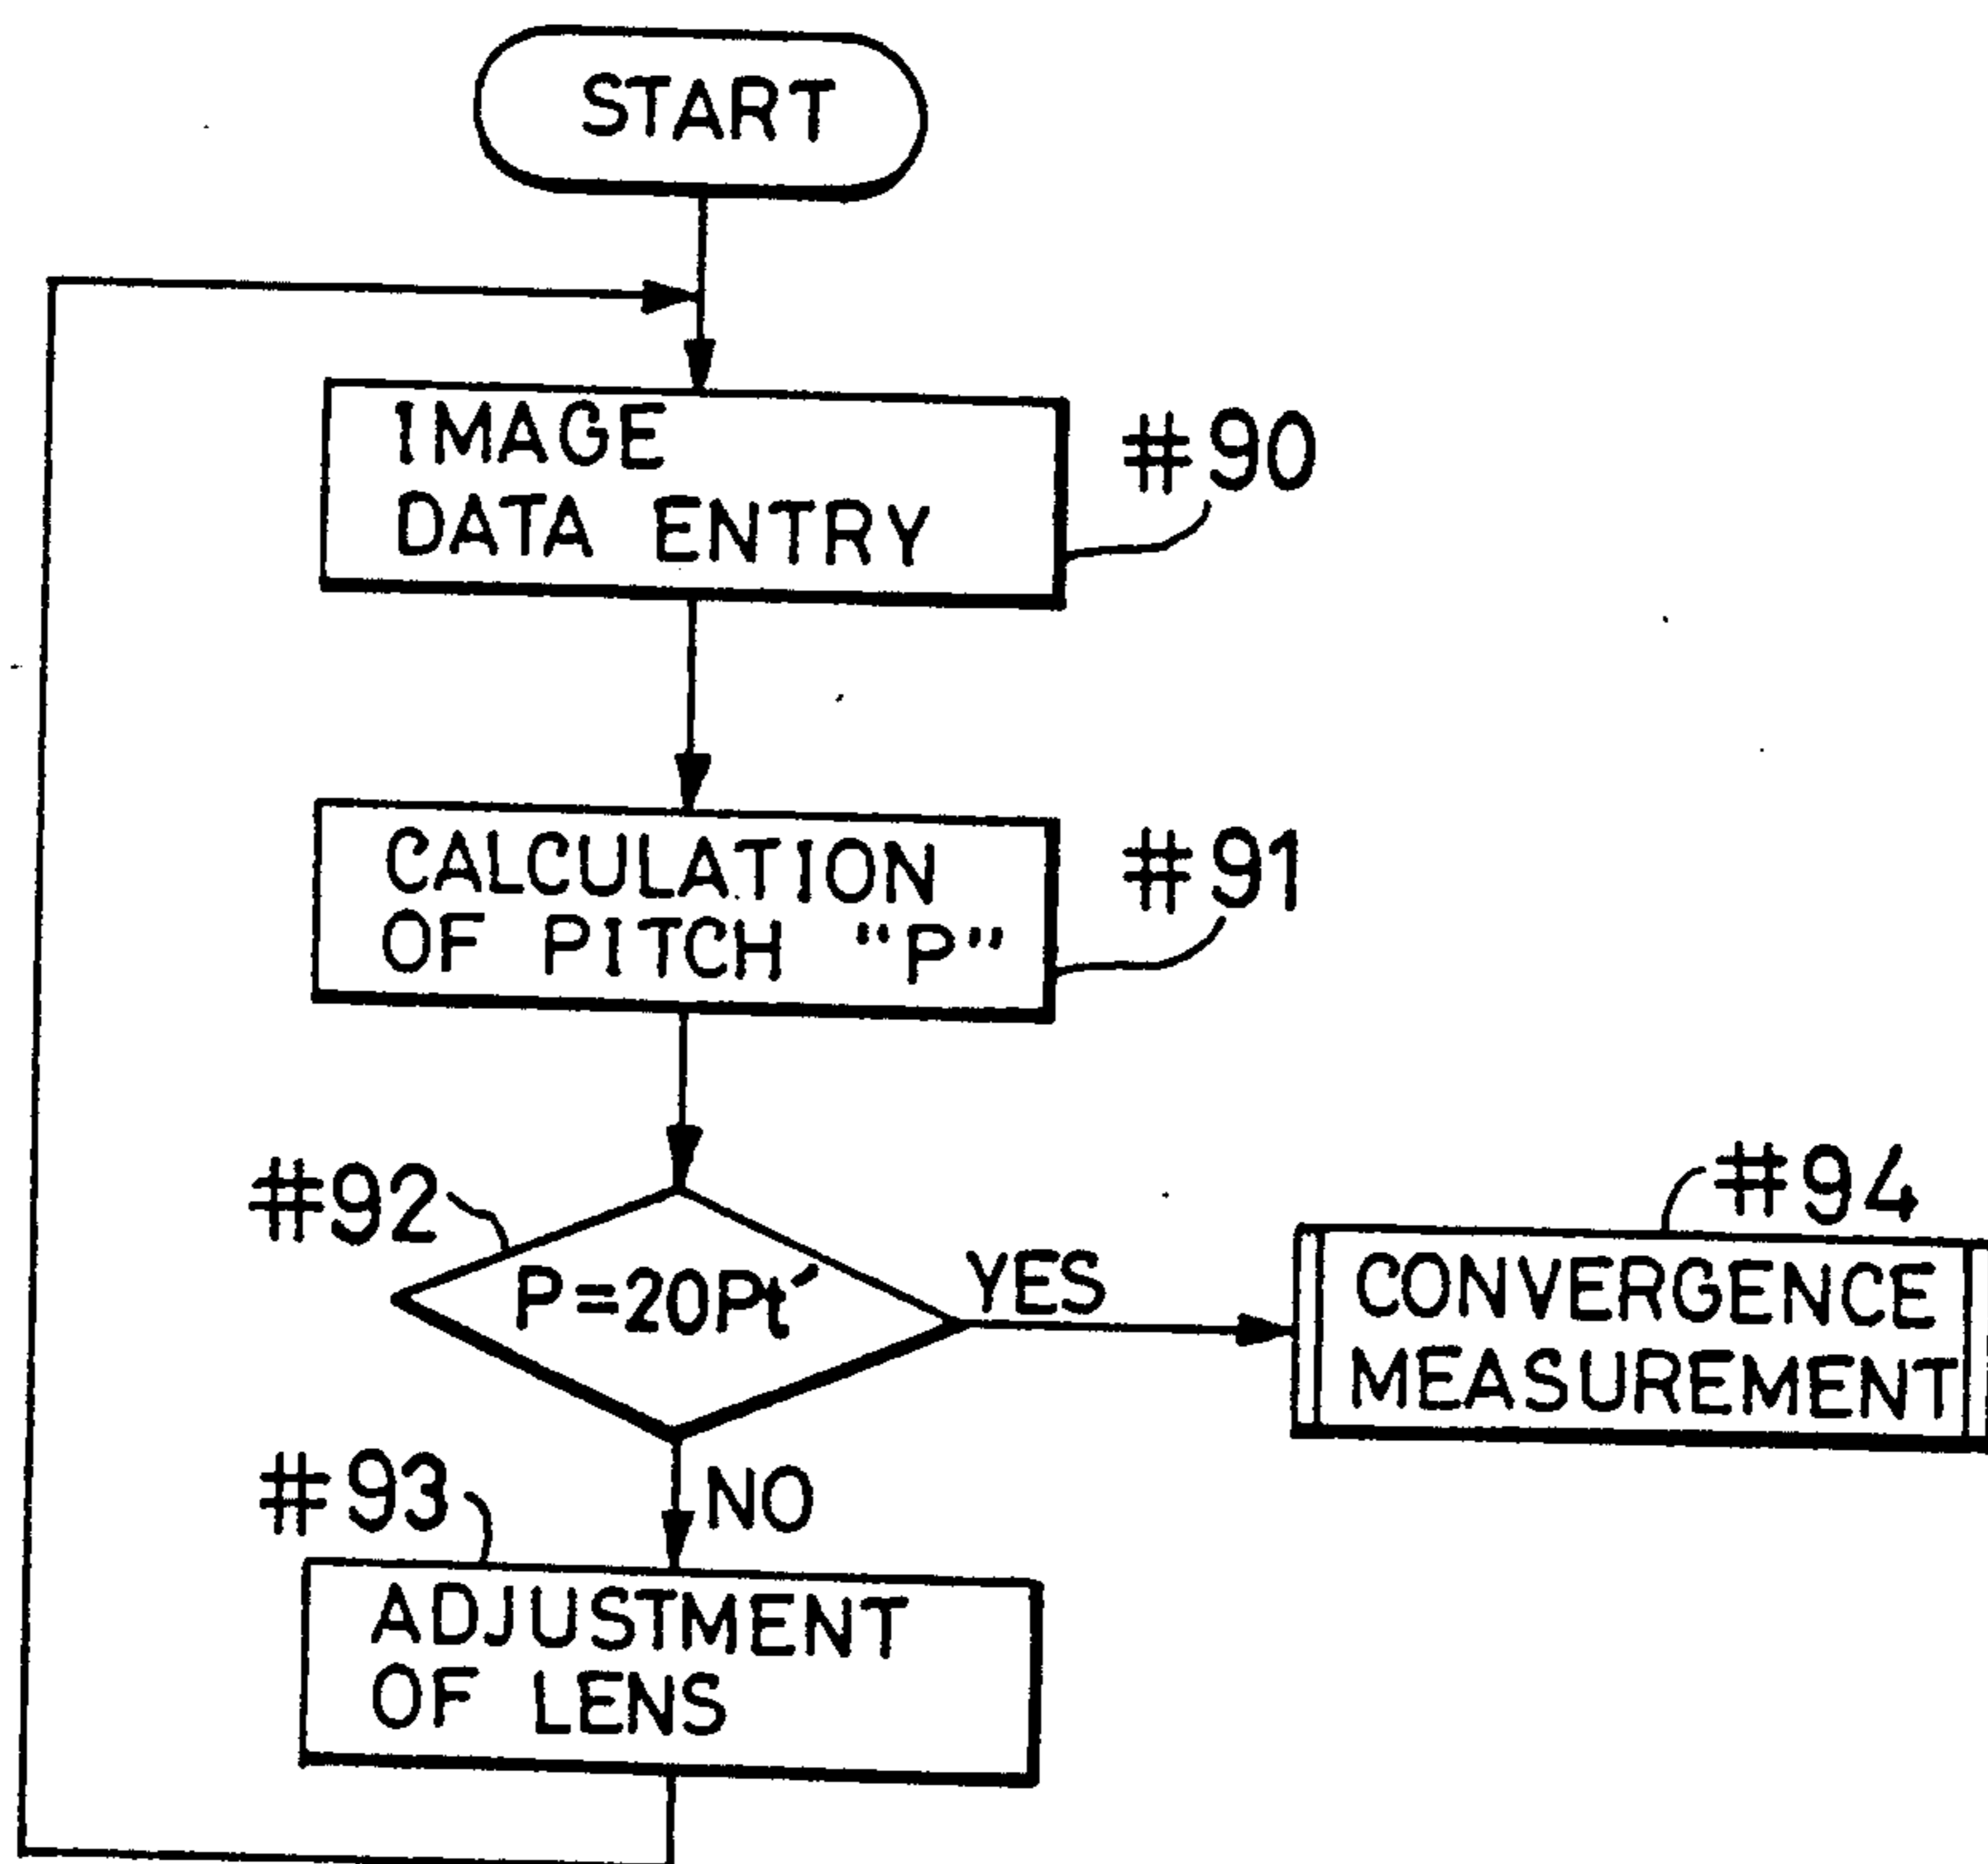 START
IMAGE
DATA ENTRY
#90
CALCULATION
OF PITCH "P"
#91
#92
P=20Pt´
YES
#94
CONVERGENCE
MEASUREMENT
NO
#93
ADJUSTMENT
OF LENS